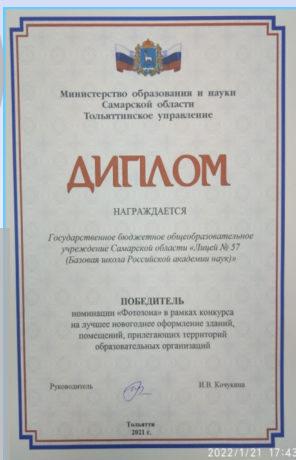 Министерство образования и науки
Самарской области
Тольяттинское управление
ДИПЛОМ
НАГРАЖДАЕТСЯ
Государственное бюджетное общеобразовательное
учреждение Самарской области «Лицей № 57
(Базовая школа Российской академии наук)»
ПОБЕДИТЕЛЬ
номинации «Фотозона» в рамках конкурса
на лучшее новогоднее оформление зданий,
помещений, прилегающих территорий
образовательных организаций
Руководитель И.В. Кочукина
Тольятти
2021 г.
2022/1/21 17:43